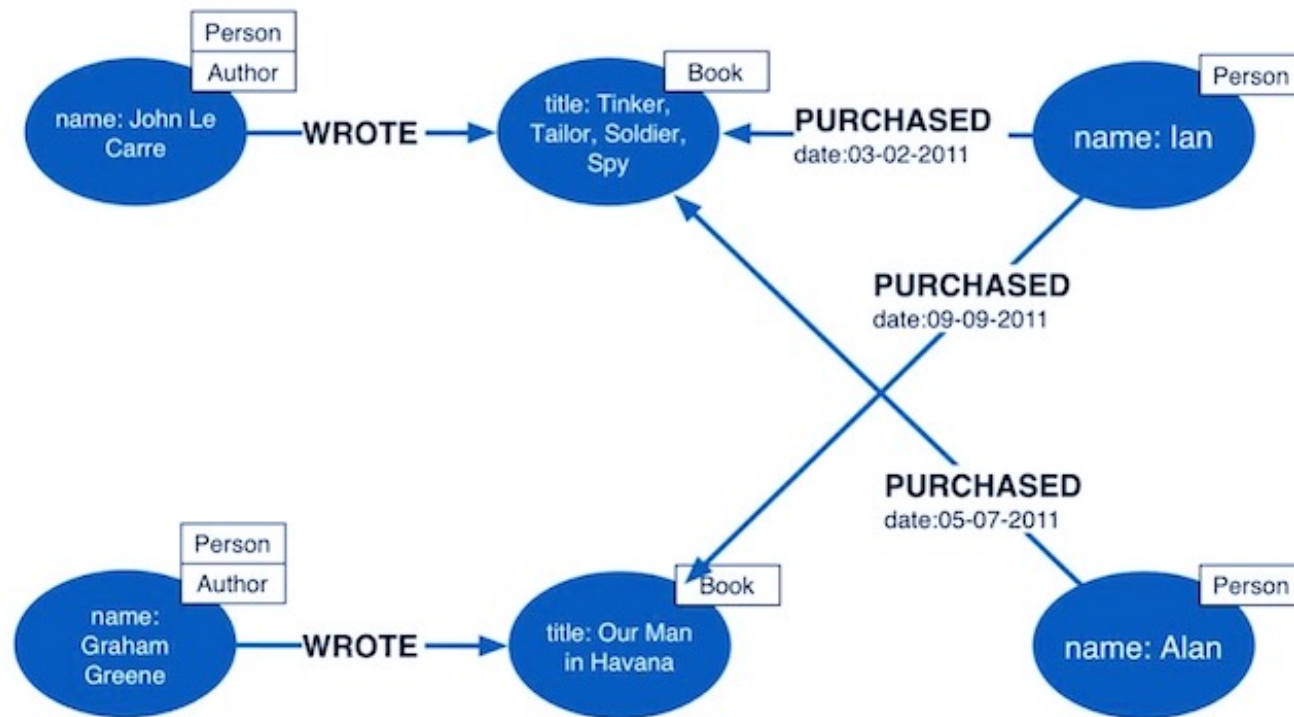 Person
Author
name: John Le
Carre
WROTE
Book
title: Tinker,
Tailor, Soldier,
Spy
PURCHASED
date:03-02-2011
Person
name: Ian
PURCHASED
date:09-09-2011
PURCHASED
date:05-07-2011
Person
Author
name:
Graham
Greene
WROTE
Book
title: Our Man
in Havana
Person
name: Alan